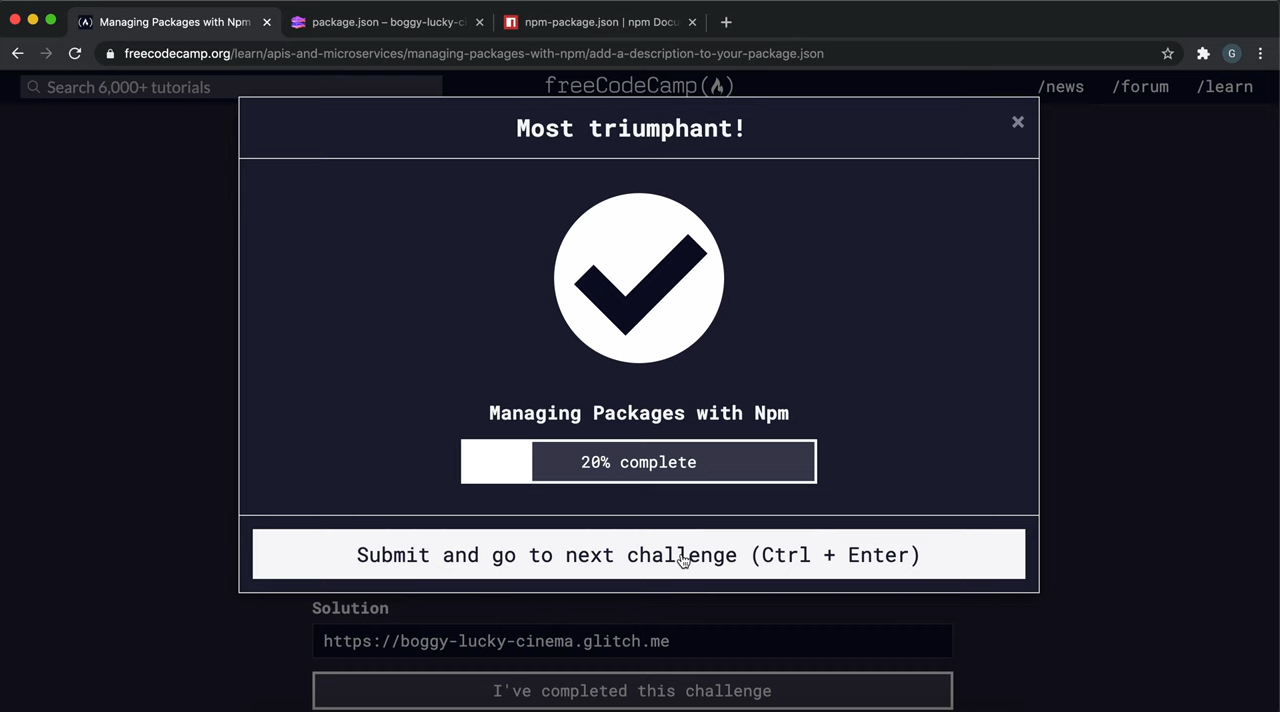 Managing Packages with Npm
package.json – boggy-lucky-ci
npm-package.json | npm Docu
freecodecamp.org/learn/apis-and-microservices/managing-packages-with-npm/add-a-description-to-your-package.json
G
Search 6,000+ tutorials
freeCodeCamp
/news
/forum
/learn
Most triumphant!
Managing Packages with Npm
20% complete
Submit and go to next challenge (Ctrl + Enter)
Solution
https://boggy-lucky-cinema.glitch.me
I've completed this challenge